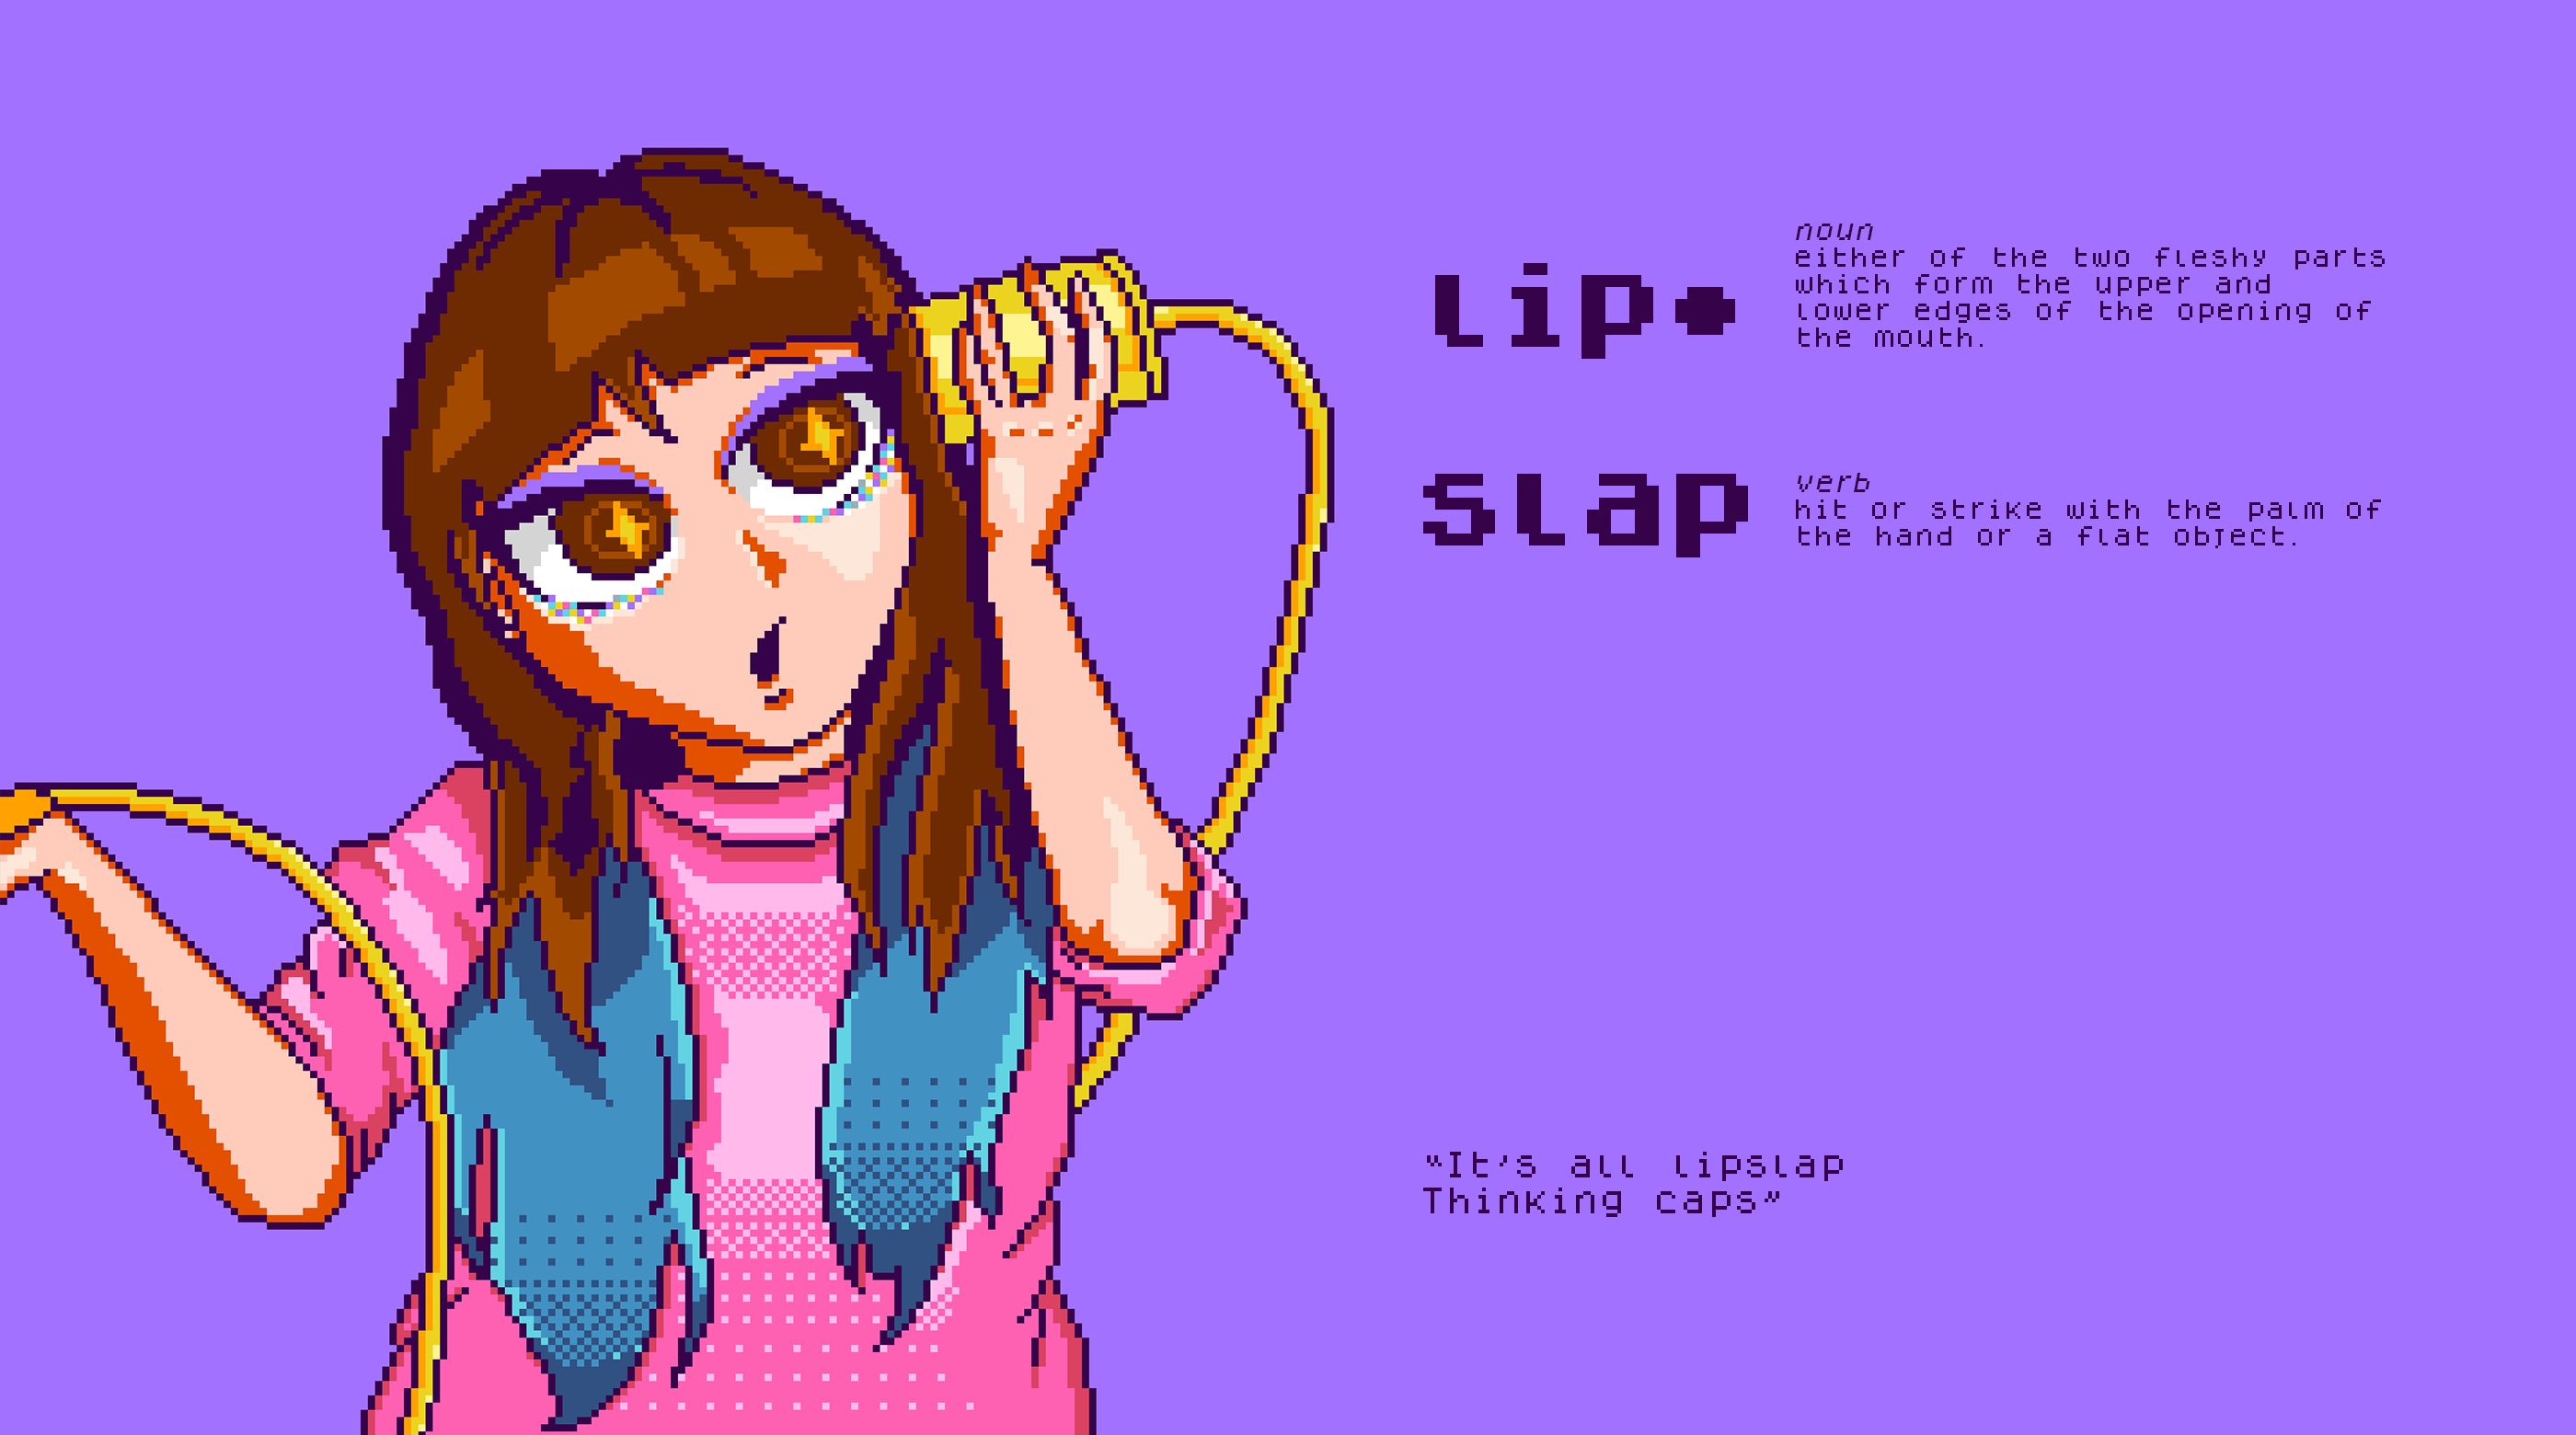 lip•
noun
either of the two fleshy parts
which form the upper and
lower edges of the opening of
the mouth.
slap
verb
hit or strike with the palm of
the hand or a flat object.
"It's all lipslap
Thinking caps"